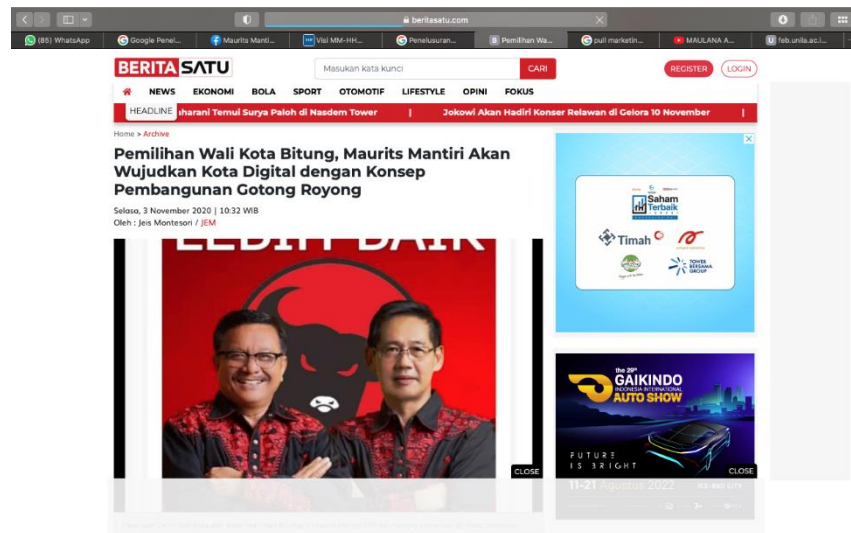 beritasatu.com
(85) WhatsApp
Google Penel...
Maurits Manti...
Visi MM-HH...
Penelusuran...
Pemilihan Wa...
pull marketin...
MAULANA A...
feb.unila.ac.i...
BERITA SATU
Masukan kata kunci
CARI
REGISTER
LOGIN
NEWS EKONOMI BOLA SPORT OTOMOTIF LIFESTYLE OPINI FOKUS
HEADLINE
aharani Temui Surya Paloh di Nasdem Tower | Jokowi Akan Hadiri Konser Relawan di Gelora 10 November |
Home > Archive
Pemilihan Wali Kota Bitung, Maurits Mantiri Akan
Wujudkan Kota Digital dengan Konsep
Pembangunan Gotong Royong
Selasa, 3 November 2020 | 10:32 WIB
Oleh : Jeis Montesori / JEM
LEBIH BAIK
CLOSE
Saham
Terbaik
Timah
TOWER
BERSAMA
GROUP
the 29th
GAIKINDO
INDONESIA INTERNATIONAL
AUTO SHOW
FUTURE
IS BRIGHT
CLOSE
11-21 Agustus 2022